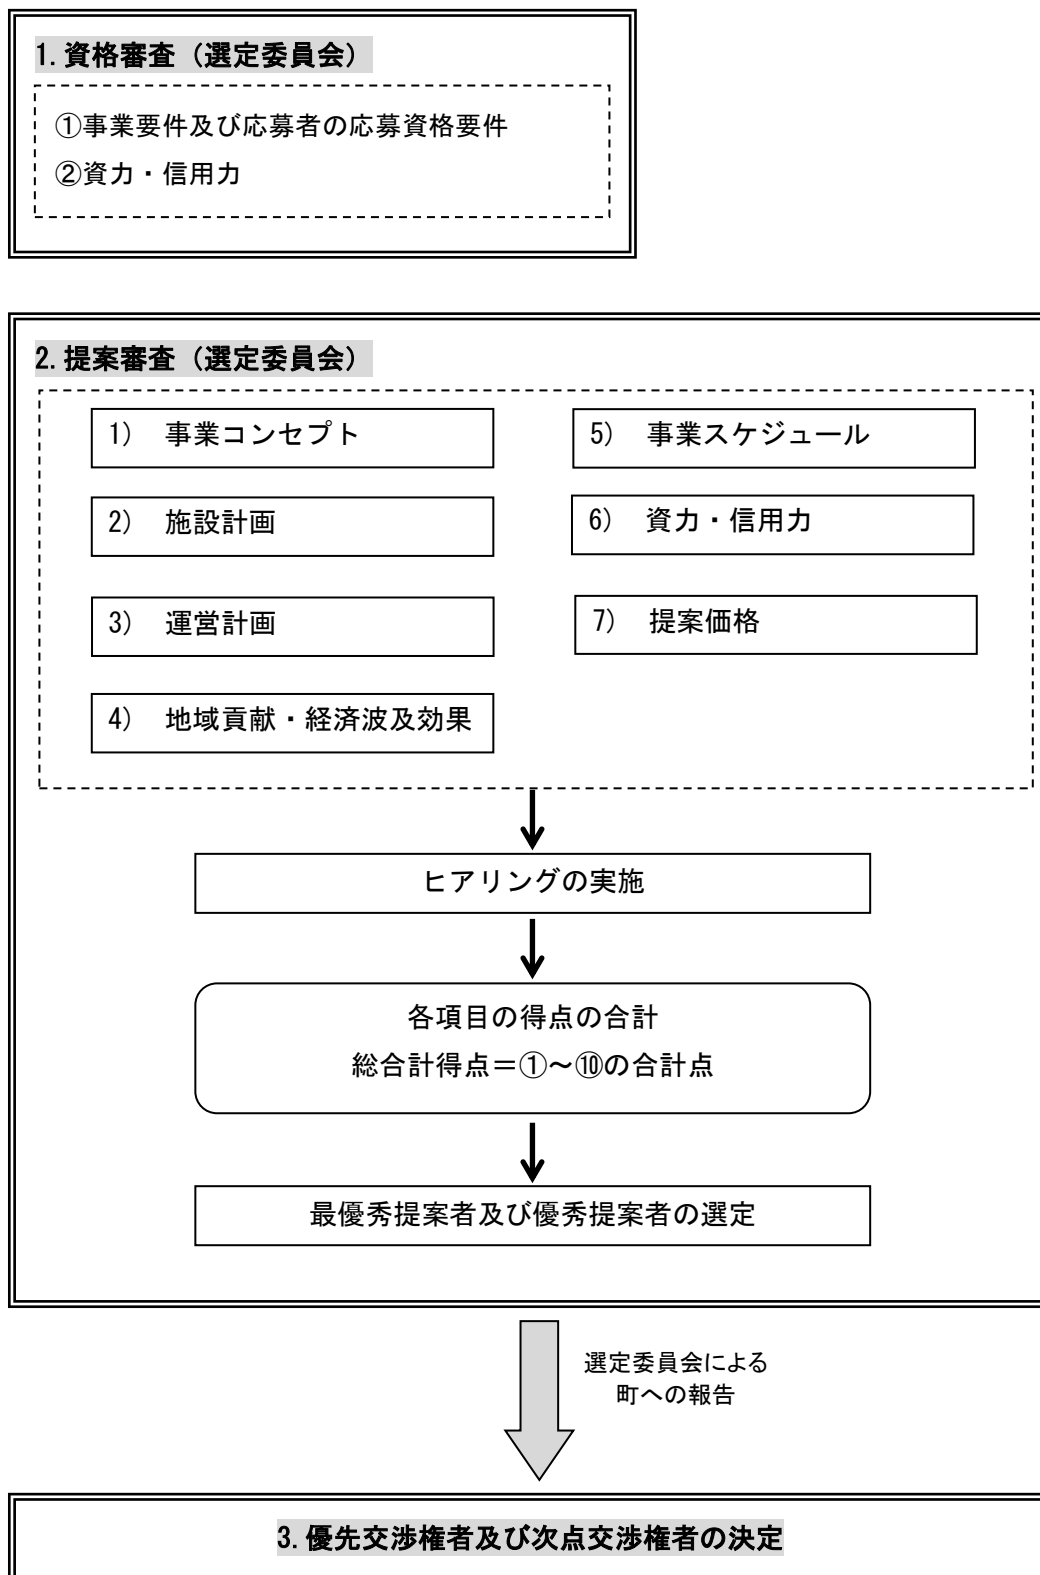 1.資格審査（選定委員会）
①事業要件及び応募者の応募資格要件
②資力・信用力
2.提案審査（選定委員会）
1)　事業コンセプト
2)　施設計画
3)　運営計画
4)　地域貢献・経済波及効果
5)　事業スケジュール
6)　資力・信用力
7)　提案価格
ヒアリングの実施
各項目の得点の合計
総合計得点＝①～⑩の合計点
最優秀提案者及び優秀提案者の選定
選定委員会による
町への報告
3.優先交渉権者及び次点交渉権者の決定